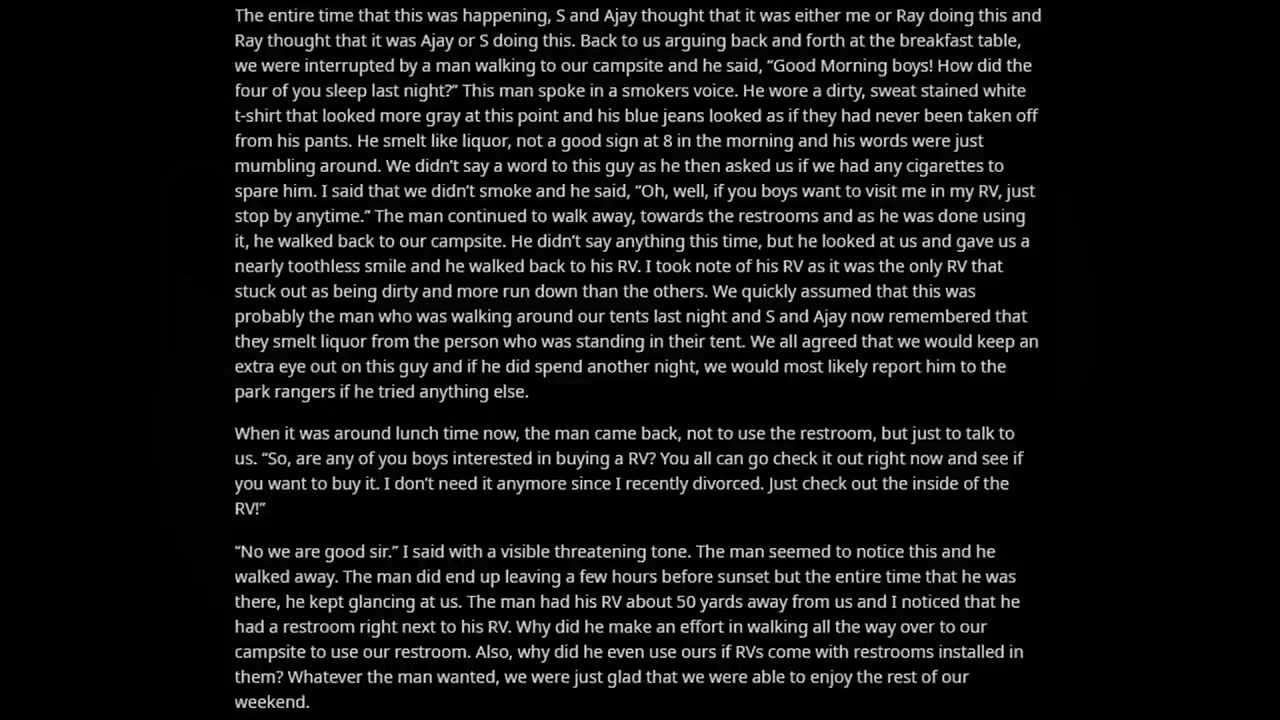 The entire time that this was happening, S and Ajay thought that it was either me or Ray doing this and
Ray thought that it was Ajay or S doing this. Back to us arguing back and forth at the breakfast table,
we were interrupted by a man walking to our campsite and he said, “Good Morning boys! How did the
four of you sleep last night?” This man spoke in a smokers voice. He wore a dirty, sweat stained white
t-shirt that looked more gray at this point and his blue jeans looked as if they had never been taken off
from his pants. He smelt like liquor, not a good sign at 8 in the morning and his words were just
mumbling around. We didn’t say a word to this guy as he then asked us if we had any cigarettes to
spare him. I said that we didn’t smoke and he said, “Oh, well, if you boys want to visit me in my RV, just
stop by anytime.” The man continued to walk away, towards the restrooms and as he was done using
it, he walked back to our campsite. He didn’t say anything this time, but he looked at us and gave us a
nearly toothless smile and he walked back to his RV. I took note of his RV as it was the only RV that
stuck out as being dirty and more run down than the others. We quickly assumed that this was
probably the man who was walking around our tents last night and S and Ajay now remembered that
they smelt liquor from the person who was standing in their tent. We all agreed that we would keep an
extra eye out on this guy and if he did spend another night, we would most likely report him to the
park rangers if he tried anything else.
When it was around lunch time now, the man came back, not to use the restroom, but just to talk to
us. “So, are any of you boys interested in buying a RV? You all can go check it out right now and see if
you want to buy it. I don’t need it anymore since I recently divorced. Just check out the inside of the
RV!”
“No we are good sir.” I said with a visible threatening tone. The man seemed to notice this and he
walked away. The man did end up leaving a few hours before sunset but the entire time that he was
there, he kept glancing at us. The man had his RV about 50 yards away from us and I noticed that he
had a restroom right next to his RV. Why did he make an effort in walking all the way over to our
campsite to use our restroom. Also, why did he even use ours if RVs come with restrooms installed in
them? Whatever the man wanted, we were just glad that we were able to enjoy the rest of our
weekend.